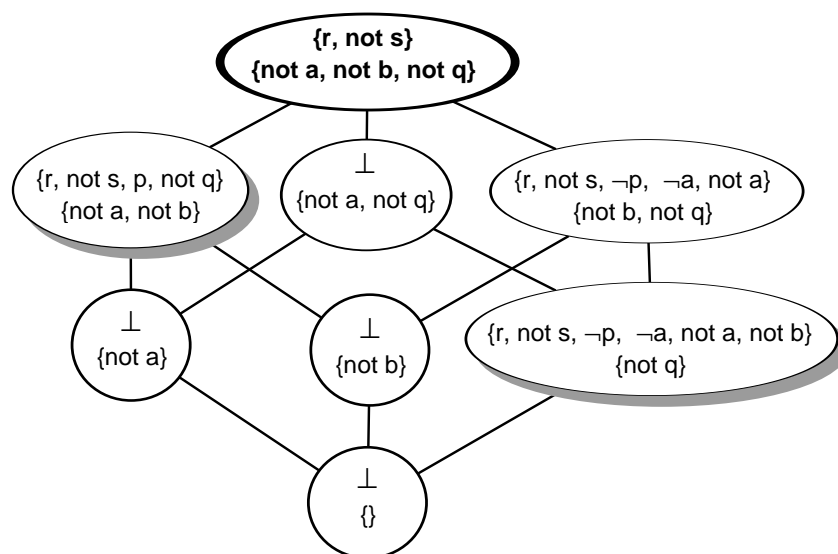 {r, not s}
{not a, not b, not q}
{r, not s, p, not q}
{not a, not b}
⊥
{not a, not q}
{r, not s, ¬p, ¬a, not a}
{not b, not q}
⊥
{not a}
⊥
{not b}
{r, not s, ¬p, ¬a, not a, not b}
{not q}
⊥
{}